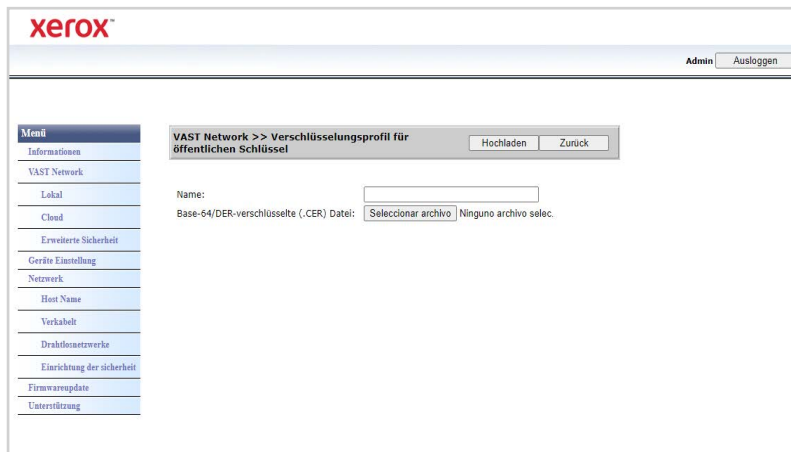 xerox™
Admin Ausloggen
Menü
Informationen
VAST Network
Lokal
Cloud
Erweiterte Sicherheit
Geräte Einstellung
Netzwerk
Host Name
Verkabelt
Drahtlosnetzwerke
Einrichtung der sicherheit
Firmwareupdate
Unterstützung
VAST Network >> Verschlüsselungsprofil für
öffentlichen Schlüssel
Hochladen Zurück
Name:
Base-64/DER-verschlüsselte (.CER) Datei: Seleccionar archivo Ninguno archivo selec.